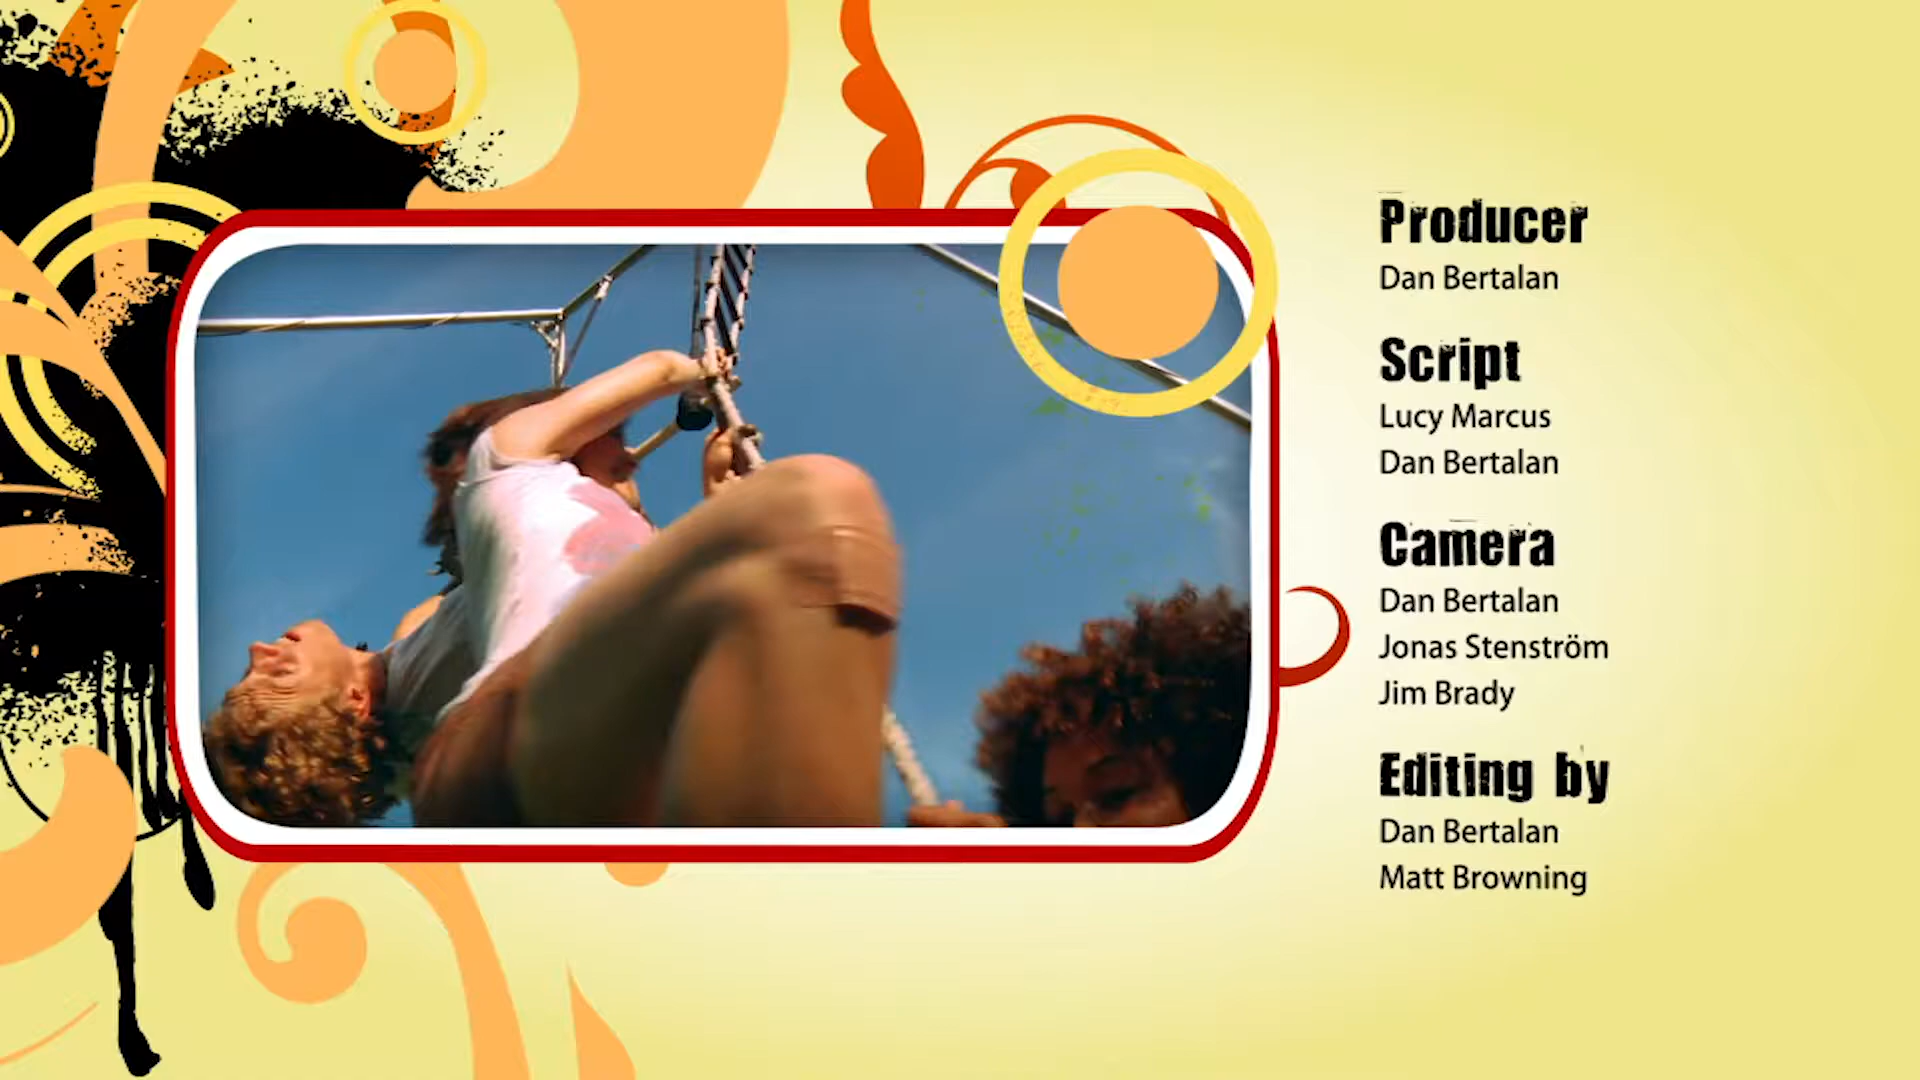 Producer
Dan Bertalan
Script
Lucy Marcus
Dan Bertalan
Camera
Dan Bertalan
Jonas Stenström
Jim Brady
Editing by
Dan Bertalan
Matt Browning